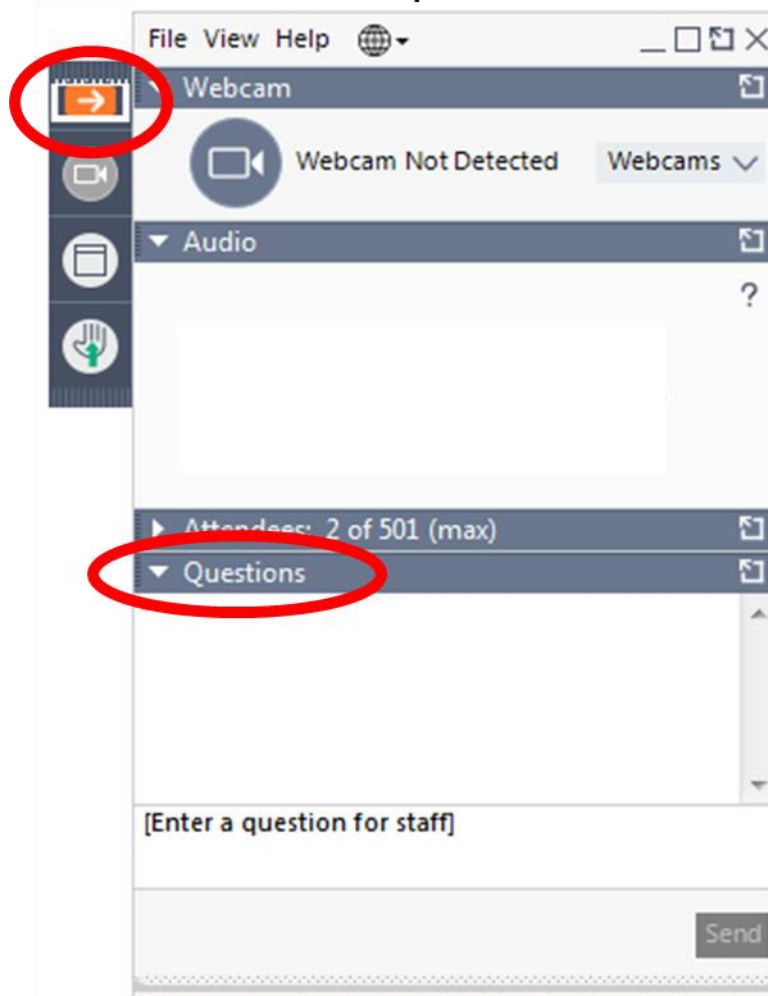 File View Help
Webcam
Webcam Not Detected Webcams
Audio
?
Attendees: 2 of 501 (max)
Questions
[Enter a question for staff]
Send